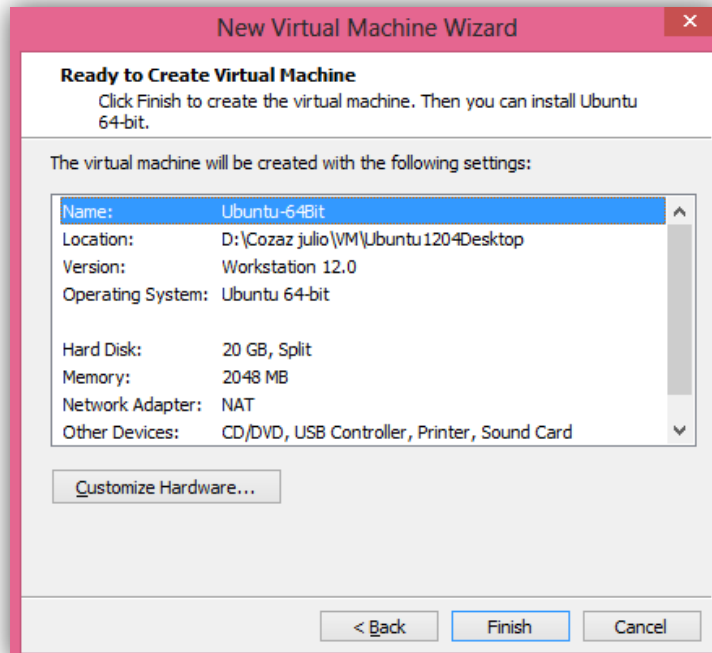 New Virtual Machine Wizard
Ready to Create Virtual Machine
Click Finish to create the virtual machine. Then you can install Ubuntu
64-bit.
The virtual machine will be created with the following settings:
Name: Ubuntu-64Bit
Location: D:\Cozaz julio\VM\Ubuntu1204Desktop
Version: Workstation 12.0
Operating System: Ubuntu 64-bit
Hard Disk: 20 GB, Split
Memory: 2048 MB
Network Adapter: NAT
Other Devices: CD/DVD, USB Controller, Printer, Sound Card
Customize Hardware...
< Back Finish Cancel